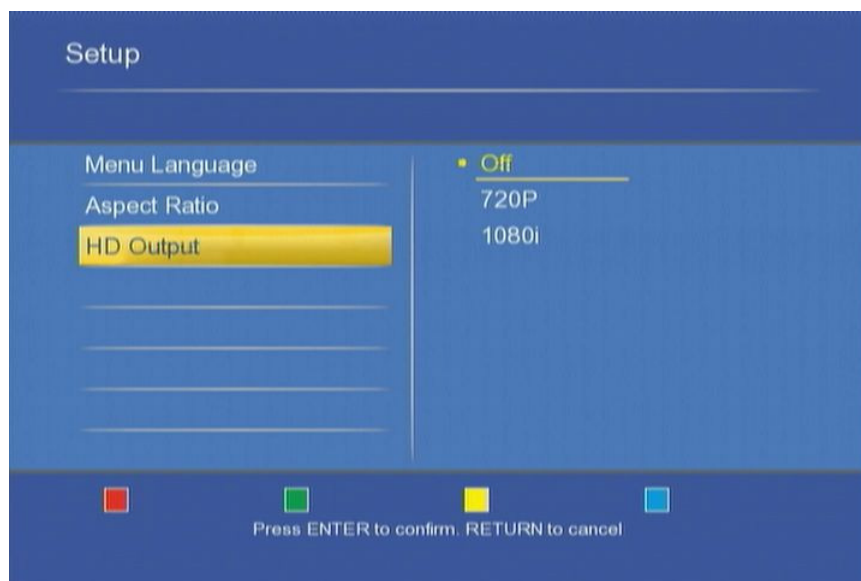 Setup
Menu Language
Aspect Ratio
HD Output
Off
720P
1080i
Press ENTER to confirm. RETURN to cancel